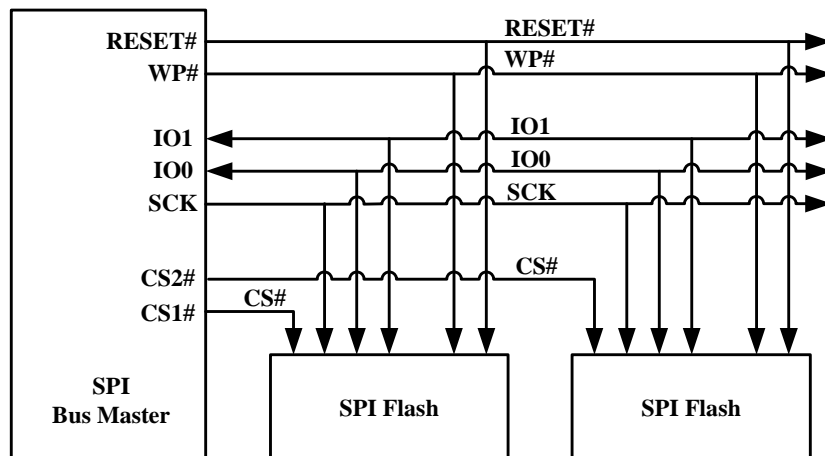 RESET#
RESET#
WP#
WP#
IO1
IO1
IO0
IO0
SCK
SCK
CS2#
CS#
CS1#
CS#
SPI
Bus Master
SPI Flash
SPI Flash